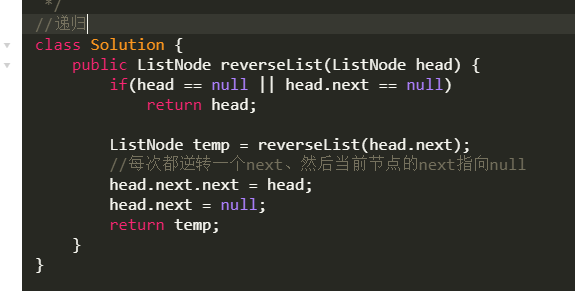 */
//递归
class Solution {
    public ListNode reverseList(ListNode head) {
        if(head == null || head.next == null)
            return head;
        ListNode temp = reverseList(head.next);
        //每次都逆转一个next、然后当前节点的next指向null
        head.next.next = head;
        head.next = null;
        return temp;
    }
}